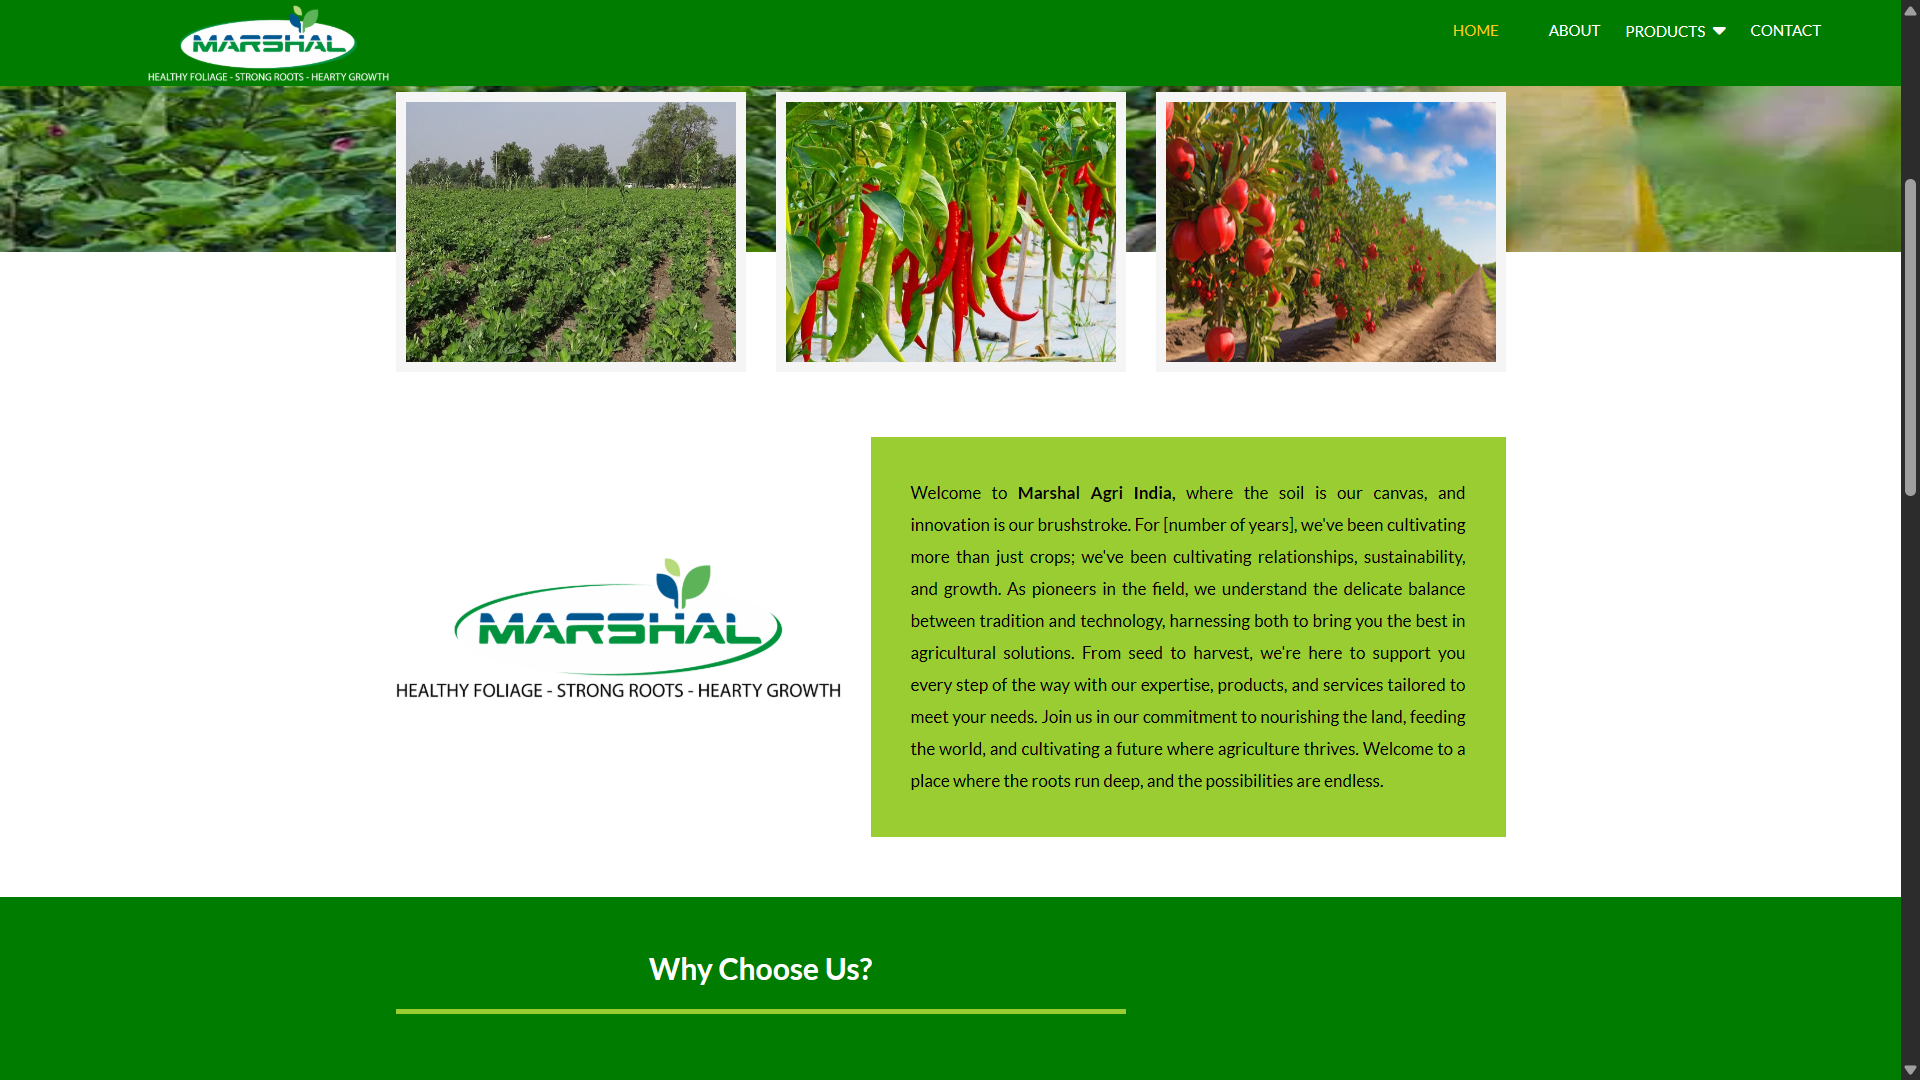 MARSHAL
HEALTHY FOLIAGE - STRONG ROOTS - HEARTY GROWTH
HOME
ABOUT
PRODUCTS
CONTACT
MARSHAL
HEALTHY FOLIAGE - STRONG ROOTS - HEARTY GROWTH
Welcome to Marshal Agri India, where the soil is our canvas, and
innovation is our brushstroke. For [number of years], we've been cultivating
more than just crops; we've been cultivating relationships, sustainability,
and growth. As pioneers in the field, we understand the delicate balance
between tradition and technology, harnessing both to bring you the best in
agricultural solutions. From seed to harvest, we're here to support you
every step of the way with our expertise, products, and services tailored to
meet your needs. Join us in our commitment to nourishing the land, feeding
the world, and cultivating a future where agriculture thrives. Welcome to a
place where the roots run deep, and the possibilities are endless.
Why Choose Us?